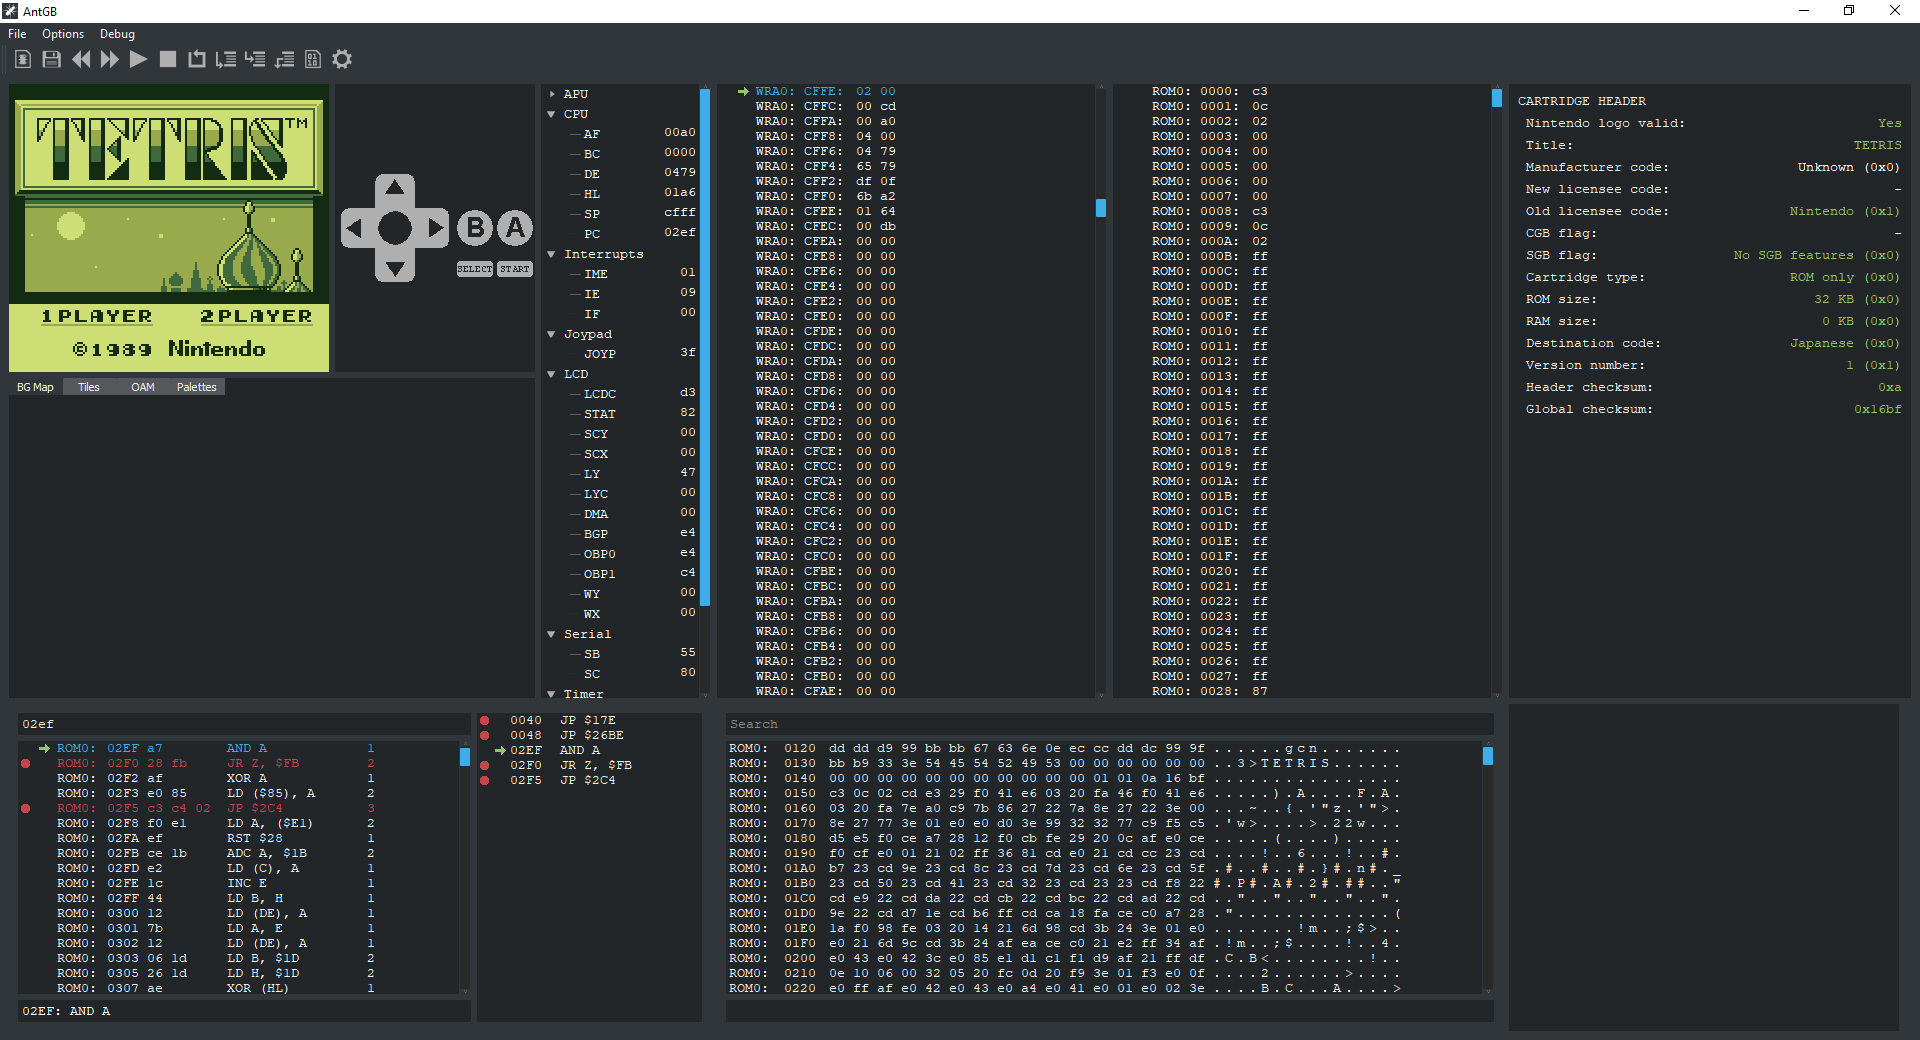 AntGB
File Options Debug
TETRIS™
1PLAYER 2PLAYER
©1989 Nintendo
B A
SELECT START
BG Map Tiles OAM Palettes
APU
CPU
AF 00a0
BC 0000
DE 0479
HL 01a6
SP cfff
PC 02ef
Interrupts
IME 01
IE 09
IF 00
Joypad
JOYP 3f
LCD
LCDC d3
STAT 82
SCY 00
SCX 00
LY 47
LYC 00
DMA 00
BGP e4
OBP0 e4
OBP1 c4
WY 00
WX 00
Serial
SB 55
SC 80
Timer
WRA0: CFFE: 02 00
WRA0: CFFC: 00 cd
WRA0: CFFA: 00 a0
WRA0: CFF8: 04 00
WRA0: CFF6: 04 79
WRA0: CFF4: 65 79
WRA0: CFF2: df 0f
WRA0: CFF0: 6b a2
WRA0: CFEE: 01 64
WRA0: CFEC: 00 db
WRA0: CFEA: 00 00
WRA0: CFE8: 00 00
WRA0: CFE6: 00 00
WRA0: CFE4: 00 00
WRA0: CFE2: 00 00
WRA0: CFE0: 00 00
WRA0: CFDE: 00 00
WRA0: CFDC: 00 00
WRA0: CFDA: 00 00
WRA0: CFD8: 00 00
WRA0: CFD6: 00 00
WRA0: CFD4: 00 00
WRA0: CFD2: 00 00
WRA0: CFD0: 00 00
WRA0: CFCE: 00 00
WRA0: CFCC: 00 00
WRA0: CFCA: 00 00
WRA0: CFC8: 00 00
WRA0: CFC6: 00 00
WRA0: CFC4: 00 00
WRA0: CFC2: 00 00
WRA0: CFC0: 00 00
WRA0: CFBE: 00 00
WRA0: CFBC: 00 00
WRA0: CFBA: 00 00
WRA0: CFB8: 00 00
WRA0: CFB6: 00 00
WRA0: CFB4: 00 00
WRA0: CFB2: 00 00
WRA0: CFB0: 00 00
WRA0: CFAE: 00 00
ROM0: 0000: c3
ROM0: 0001: 0c
ROM0: 0002: 02
ROM0: 0003: 00
ROM0: 0004: 00
ROM0: 0005: 00
ROM0: 0006: 00
ROM0: 0007: 00
ROM0: 0008: c3
ROM0: 0009: 0c
ROM0: 000A: 02
ROM0: 000B: ff
ROM0: 000C: ff
ROM0: 000D: ff
ROM0: 000E: ff
ROM0: 000F: ff
ROM0: 0010: ff
ROM0: 0011: ff
ROM0: 0012: ff
ROM0: 0013: ff
ROM0: 0014: ff
ROM0: 0015: ff
ROM0: 0016: ff
ROM0: 0017: ff
ROM0: 0018: ff
ROM0: 0019: ff
ROM0: 001A: ff
ROM0: 001B: ff
ROM0: 001C: ff
ROM0: 001D: ff
ROM0: 001E: ff
ROM0: 001F: ff
ROM0: 0020: ff
ROM0: 0021: ff
ROM0: 0022: ff
ROM0: 0023: ff
ROM0: 0024: ff
ROM0: 0025: ff
ROM0: 0026: ff
ROM0: 0027: ff
ROM0: 0028: 87
CARTRIDGE HEADER
Nintendo logo valid: Yes
Title: TETRIS
Manufacturer code: Unknown (0x0)
New licensee code: -
Old licensee code: Nintendo (0x1)
CGB flag: -
SGB flag: No SGB features (0x0)
Cartridge type: ROM only (0x0)
ROM size: 32 KB (0x0)
RAM size: 0 KB (0x0)
Destination code: Japanese (0x0)
Version number: 1 (0x1)
Header checksum: 0xa
Global checksum: 0x16bf
02ef
ROM0: 02EF a7 AND A 1
ROM0: 02F0 28 fb JR Z, $FB 2
ROM0: 02F2 af XOR A 1
ROM0: 02F3 e0 85 LD ($85), A 2
ROM0: 02F5 c3 c4 02 JP $2C4 3
ROM0: 02F8 f0 e1 LD A, ($E1) 2
ROM0: 02FA ef RST $28 1
ROM0: 02FB ce 1b ADC A, $1B 2
ROM0: 02FD e2 LD (C), A 1
ROM0: 02FE 1c INC E 1
ROM0: 02FF 44 LD B, H 1
ROM0: 0300 12 LD (DE), A 1
ROM0: 0301 7b LD A, E 1
ROM0: 0302 12 LD (DE), A 1
ROM0: 0303 06 1d LD B, $1D 2
ROM0: 0305 26 1d LD H, $1D 2
ROM0: 0307 ae XOR (HL) 1
02EF: AND A
0040 JP $17E
0048 JP $26BE
02EF AND A
02F0 JR Z, $FB
02F5 JP $2C4
Search
ROM0: 0120 dd dd d9 99 bb bb 67 63 6e 0e ec cc dd dc 99 9f ......gcn.......
ROM0: 0130 bb b9 33 3e 54 45 54 52 49 53 00 00 00 00 00 00 ..3>TETRIS......
ROM0: 0140 00 00 00 00 00 00 00 00 00 00 00 01 01 0a 16 bf ................
ROM0: 0150 c3 0c 02 cd e3 29 f0 41 e6 03 20 fa 46 f0 41 e6 .....).A....F.A.
ROM0: 0160 03 20 fa 7e a0 c9 7b 86 27 22 7a 8e 27 22 3e 00 ...~..{.'"z.'">.
ROM0: 0170 8e 27 77 3e 01 e0 e0 d0 3e 99 32 32 77 c9 f5 c5 .'w>....>.22w...
ROM0: 0180 d5 e5 f0 ce a7 28 12 f0 cb fe 29 20 0c af e0 ce .....(....).....
ROM0: 0190 f0 cf e0 01 21 02 ff 36 81 cd e0 21 cd cc 23 cd ....!..6...!..#.
ROM0: 01A0 b7 23 cd 9e 23 cd 8c 23 cd 7d 23 cd 6e 23 cd 5f .#..#..#.}#.n#._
ROM0: 01B0 23 cd 50 23 cd 41 23 cd 32 23 cd 23 23 cd f8 22 #.P#.A#.2#.##.."
ROM0: 01C0 cd e9 22 cd da 22 cd cb 22 cd bc 22 cd ad 22 cd ..".."..".."..".
ROM0: 01D0 9e 22 cd d7 1e cd b6 ff cd ca 18 fa ce c0 a7 28 .".............(
ROM0: 01E0 1a f0 98 fe 03 20 14 21 6d 98 cd 3b 24 3e 01 e0 .......!m..;$>..
ROM0: 01F0 e0 21 6d 9c cd 3b 24 af ea ce c0 21 e2 ff 34 af .!m..;$....!..4.
ROM0: 0200 e0 43 e0 42 3c e0 85 e1 d1 c1 f1 d9 af 21 ff df .C.B<........!..
ROM0: 0210 0e 10 06 00 32 05 20 fc 0d 20 f9 3e 01 f3 e0 0f ....2......>....
ROM0: 0220 e0 ff af e0 42 e0 43 e0 a4 e0 41 e0 01 e0 02 3e ....B.C...A....>